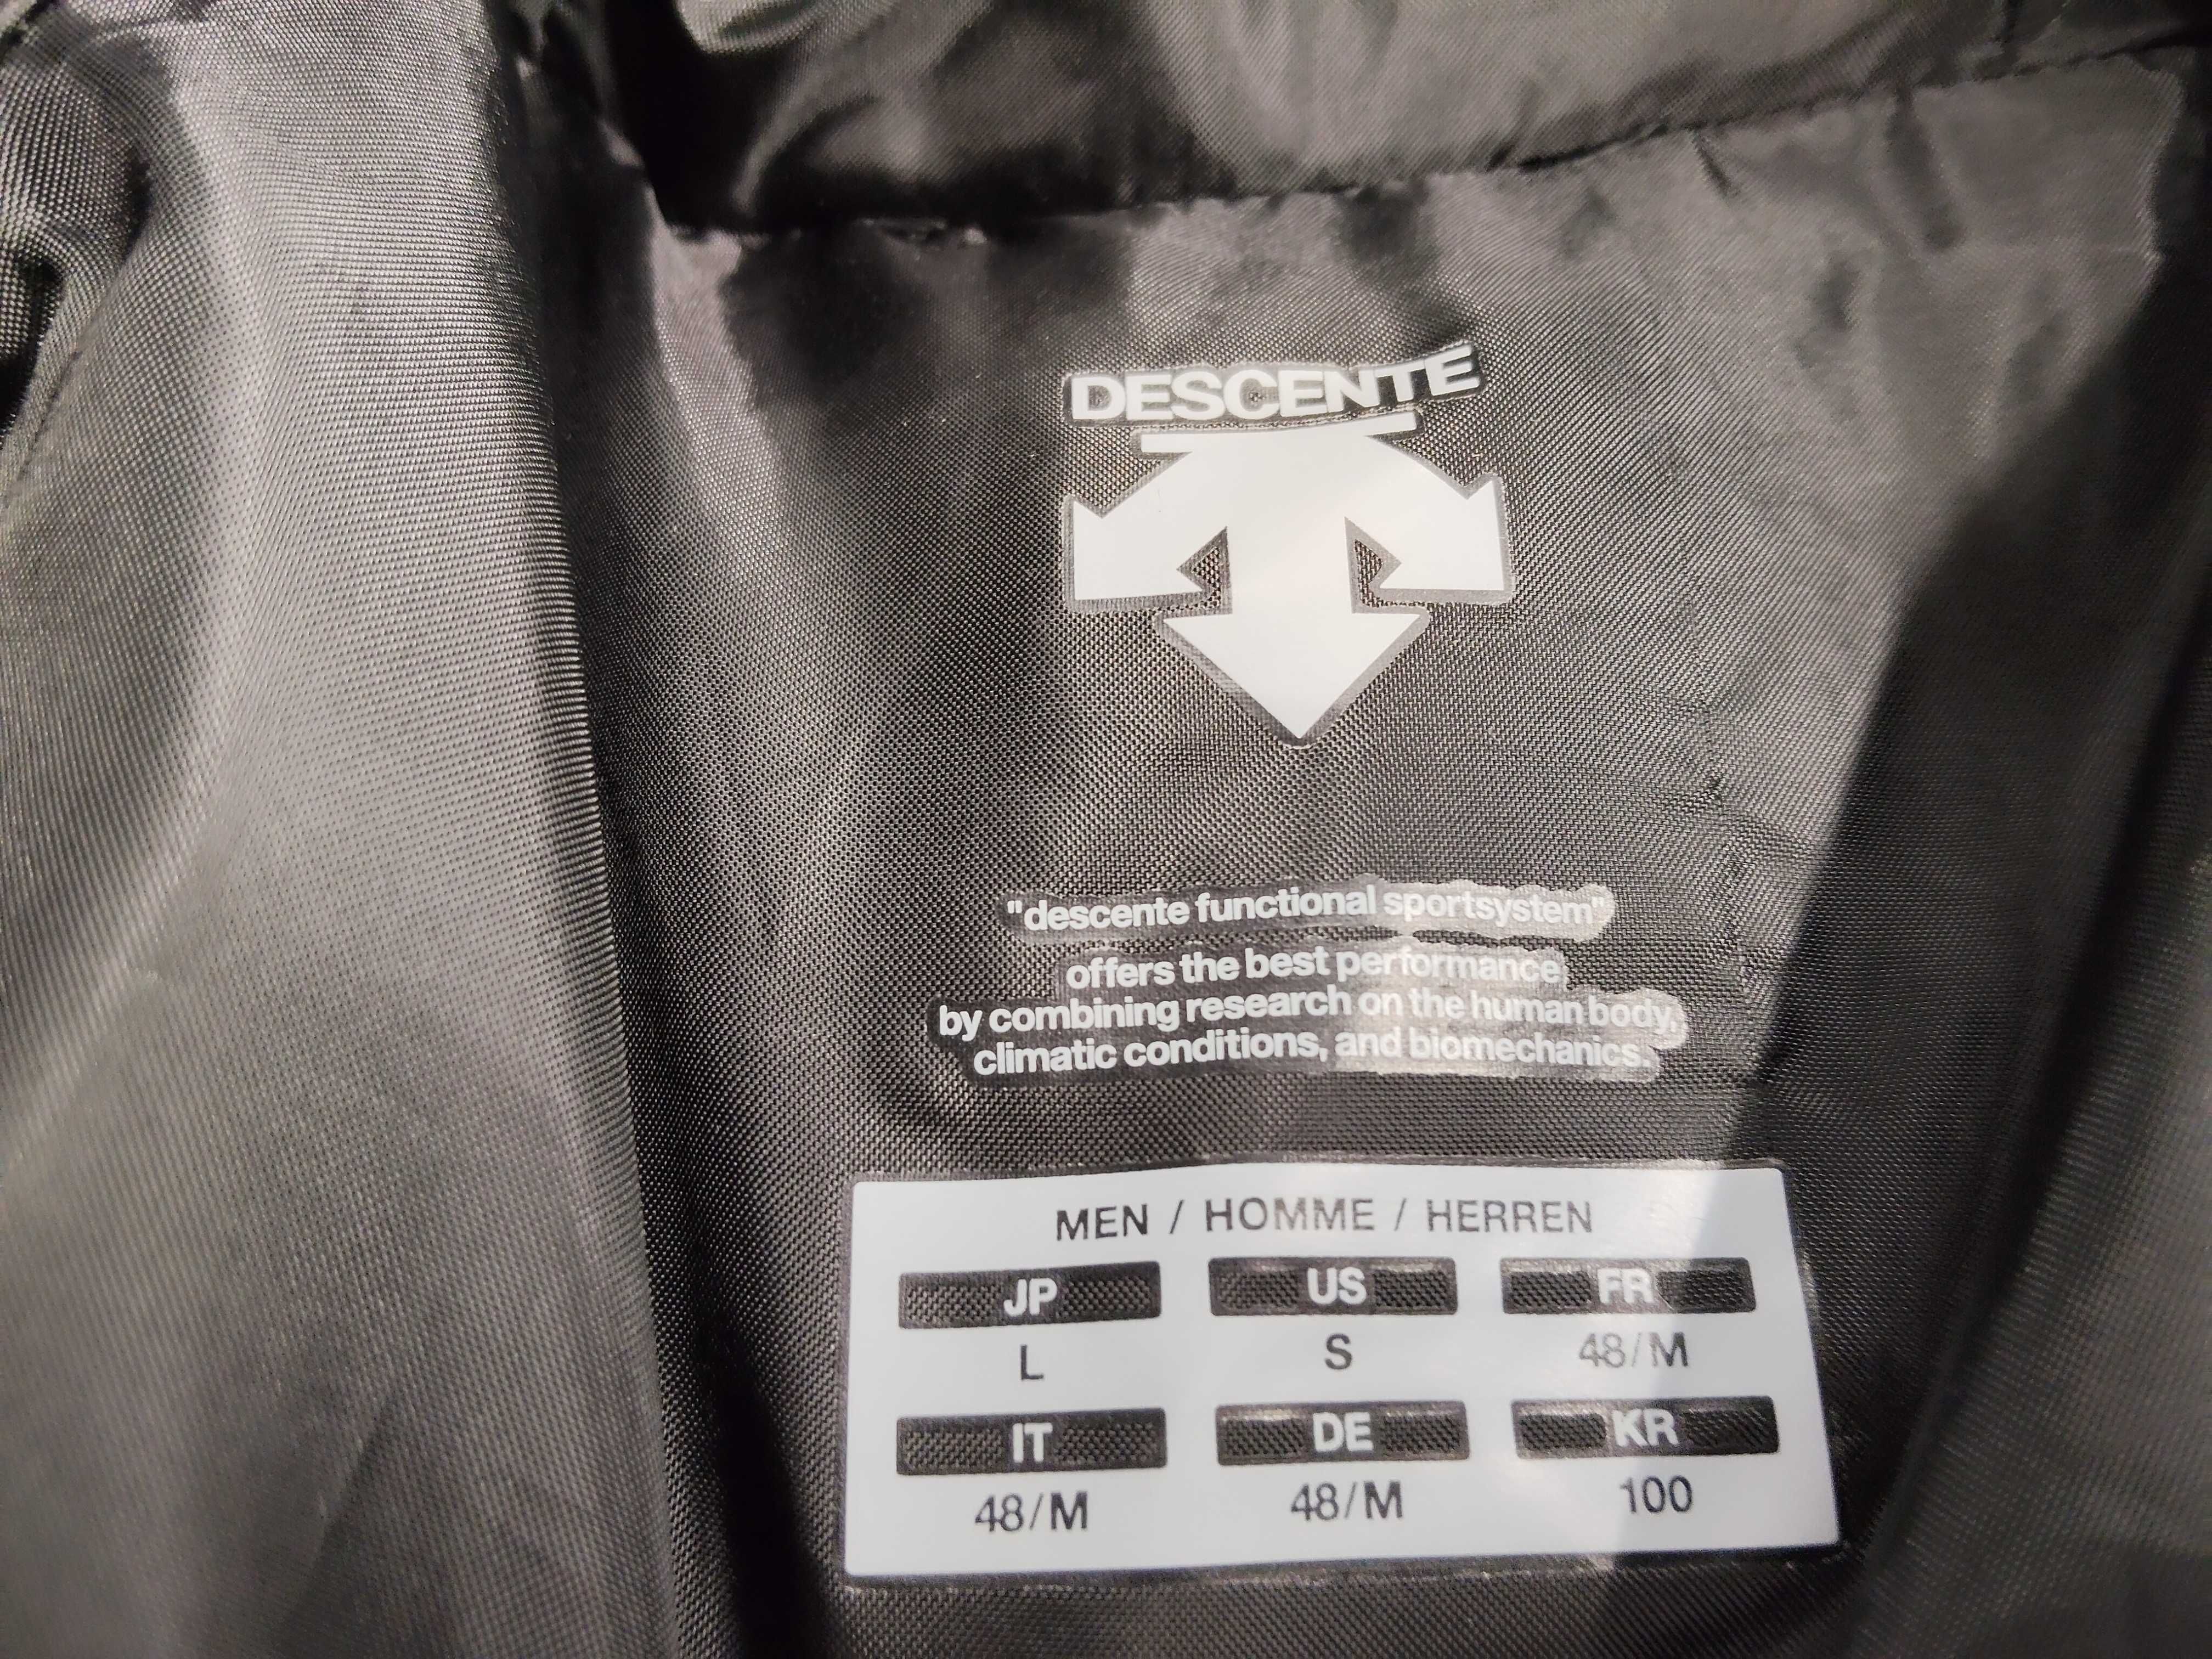 DESCENTE
"descente functional sportsystem"
offers the best performance
by combining research on the human body,
climatic conditions, and biomechanics.
MEN / HOMME / HERREN
JP US FR
L S 48/M
IT DE KR
48/M 48/M 100